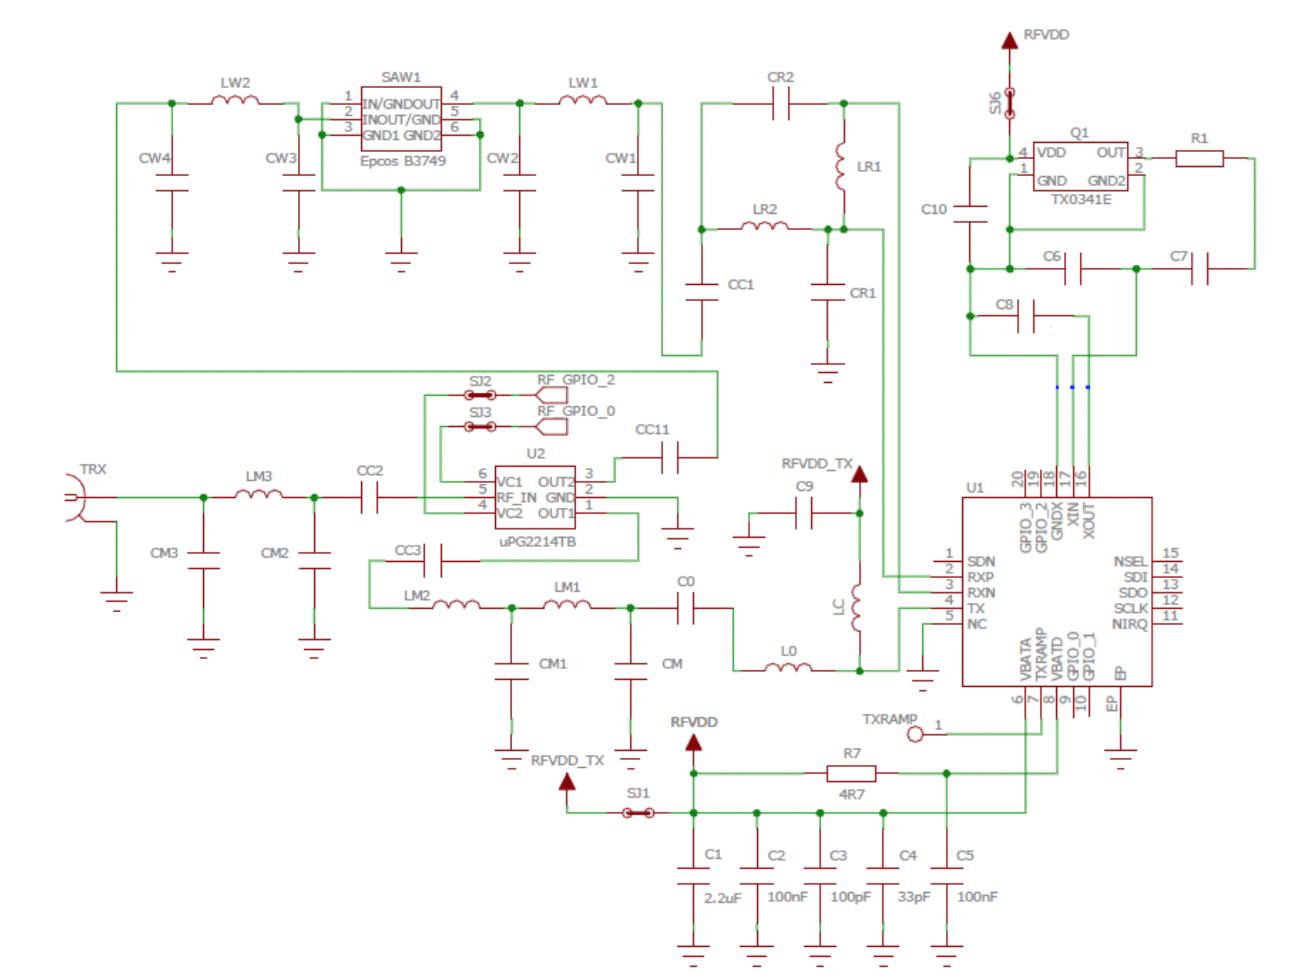 RFVDD
SJ6
Q1
4 VDD OUT 3
1 GND GND2 2
TX0341E
R1
C10
C6
C7
C8
LW2
SAW1
LW1
1 IN/GND OUT 4
2 IN OUT/GND 5
3 GND1 GND2 6
Epcos B3749
CW4
CW3
CW2
CW1
CR2
LR1
LR2
CC1
CR1
SJ2
RF_GPIO_2
SJ3
RF_GPIO_0
CC11
U2
6 VC1 OUT2 3
5 RF_IN GND 2
4 VC2 OUT1 1
uPG2214TB
TRX
LM3
CC2
CM3
CM2
CC3
LM2
LM1
C0
CM1
CM
L0
RFVDD_TX
C9
LC
U1
20 19 18 17 16
GPIO_3
GPIO_2
GNDX
XIN
XOUT
1 SDN NSEL 15
2 RXP SDI 14
3 RXN SDO 13
4 TX SCLK 12
5 NC NIRQ 11
VBATA
TXRAMP
VBATD
GPIO_0
GPIO_1
EP
6 7 8 9 10 EP
TXRAMP 1
RFVDD
RFVDD_TX
SJ1
R7
4R7
C1
2.2uF
C2
100nF
C3
100pF
C4
33pF
C5
100nF